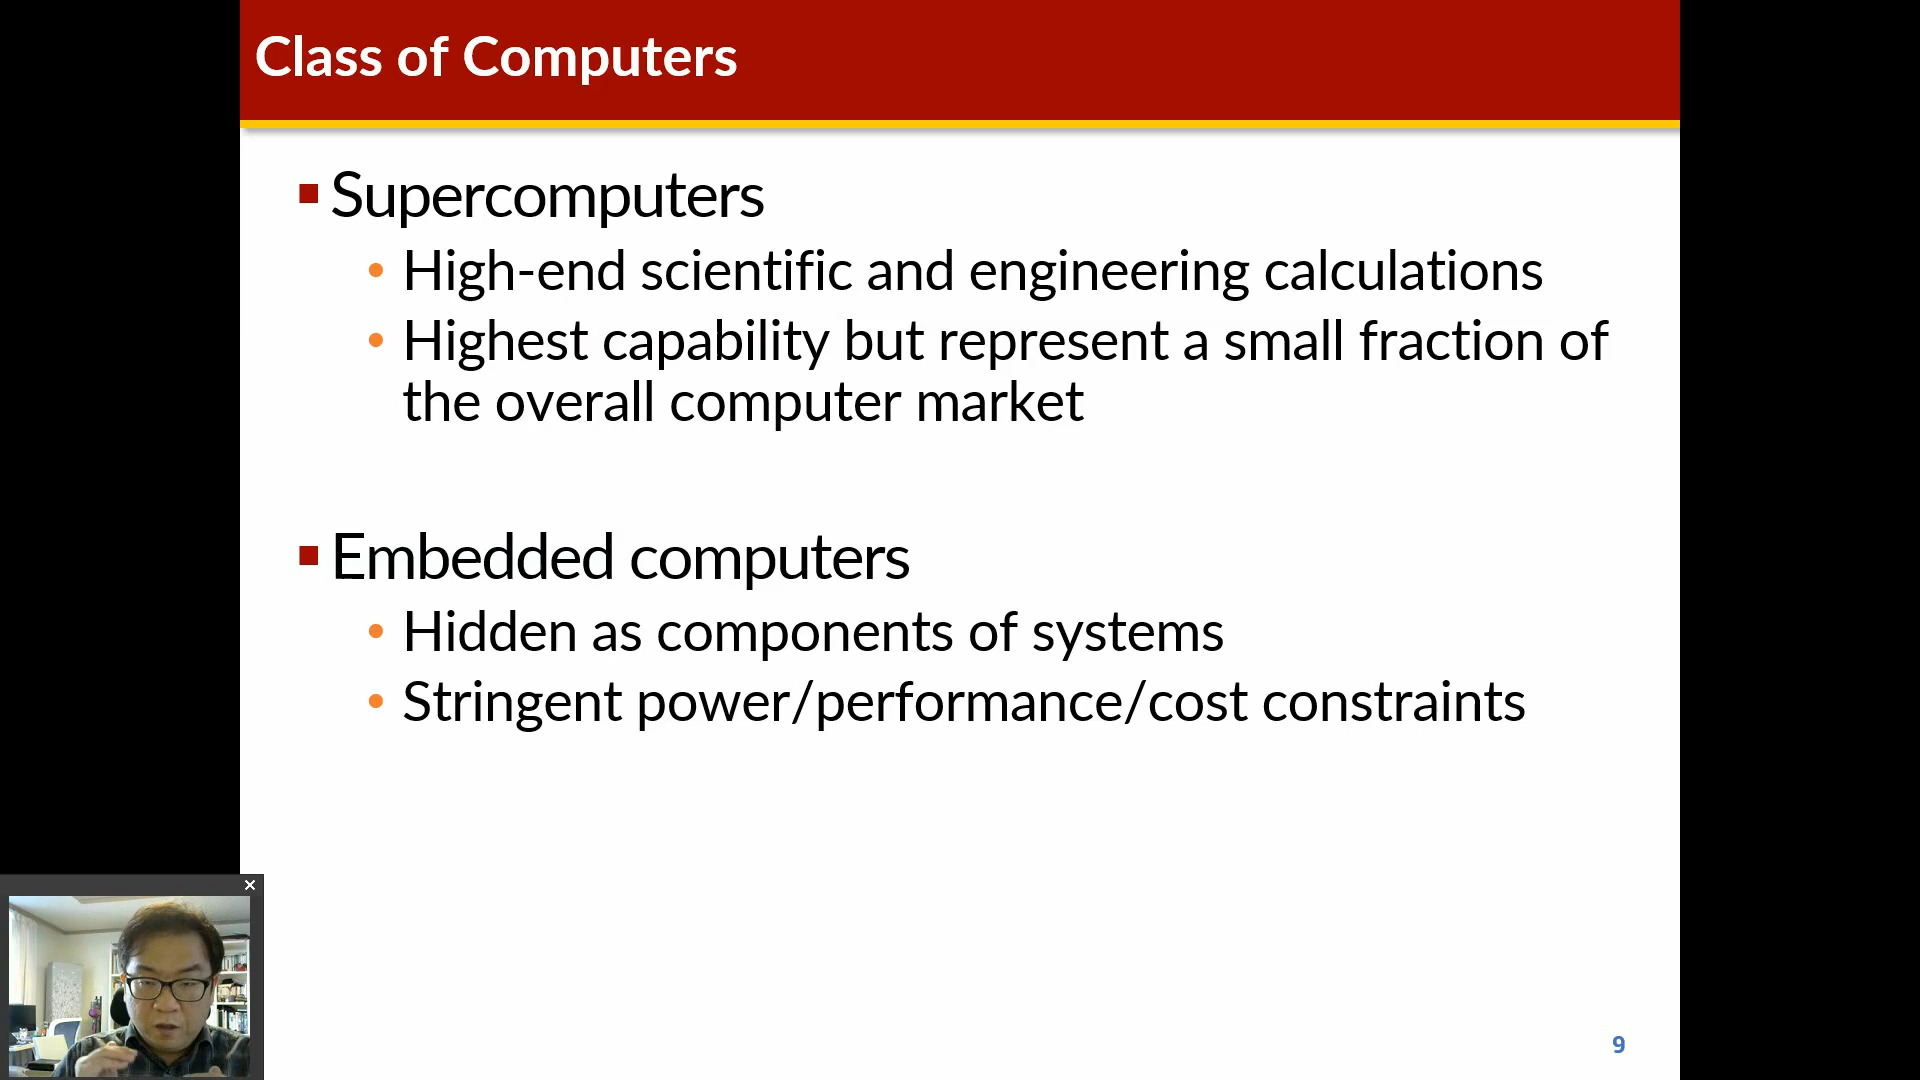 Class of Computers
Supercomputers
• High-end scientific and engineering calculations
• Highest capability but represent a small fraction of
the overall computer market
Embedded computers
• Hidden as components of systems
• Stringent power/performance/cost constraints
9